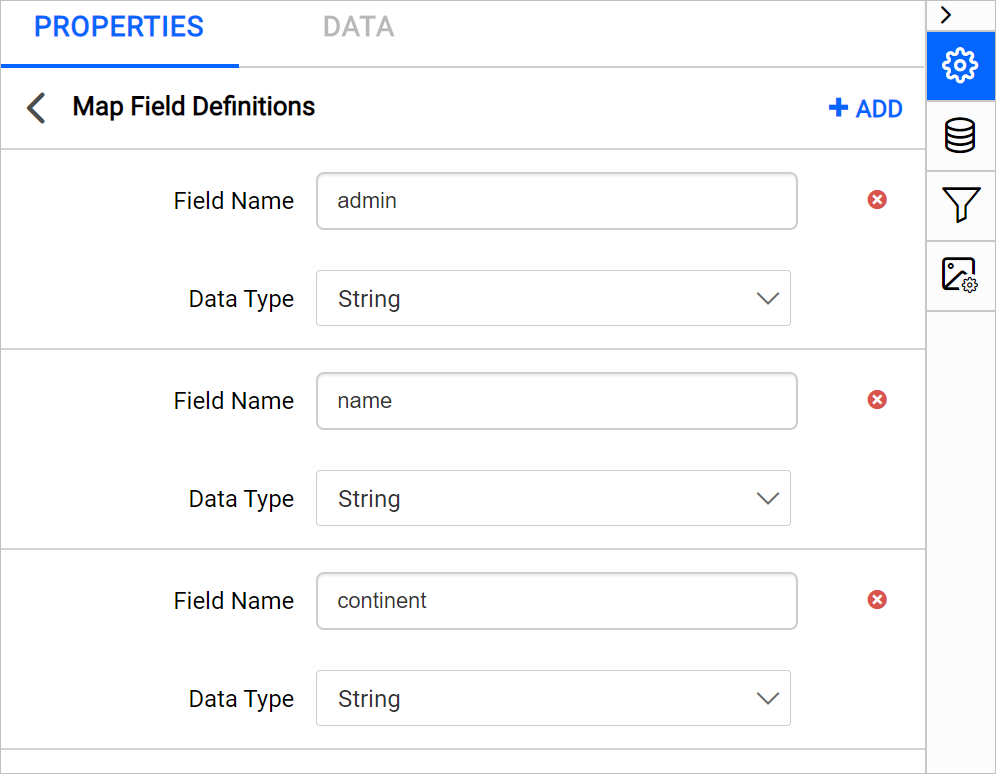 PROPERTIES DATA
Map Field Definitions ADD
Field Name admin
Data Type String
Field Name name
Data Type String
Field Name continent
Data Type String